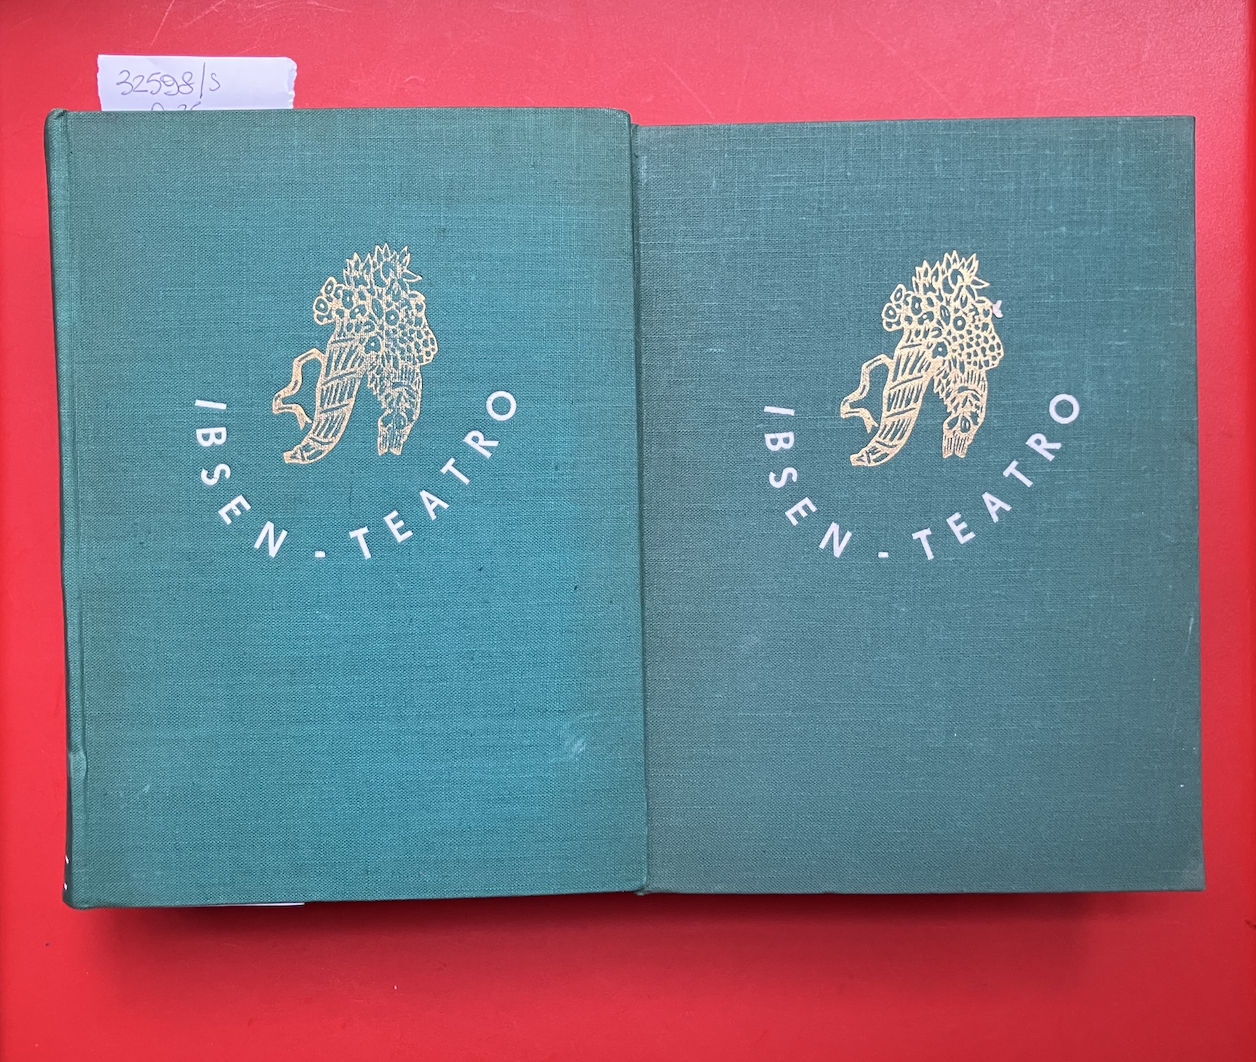 32598/s
IBSEN - TEATRO
IBSEN - TEATRO